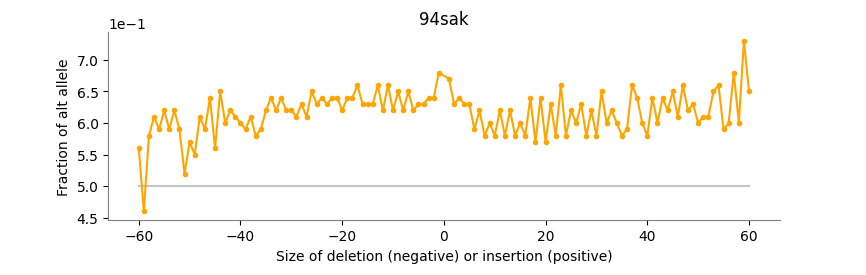 94sak
1e−1
7.0
6.5
6.0
5.5
5.0
4.5
Fraction of alt allele
−60 −40 −20 0 20 40 60
Size of deletion (negative) or insertion (positive)